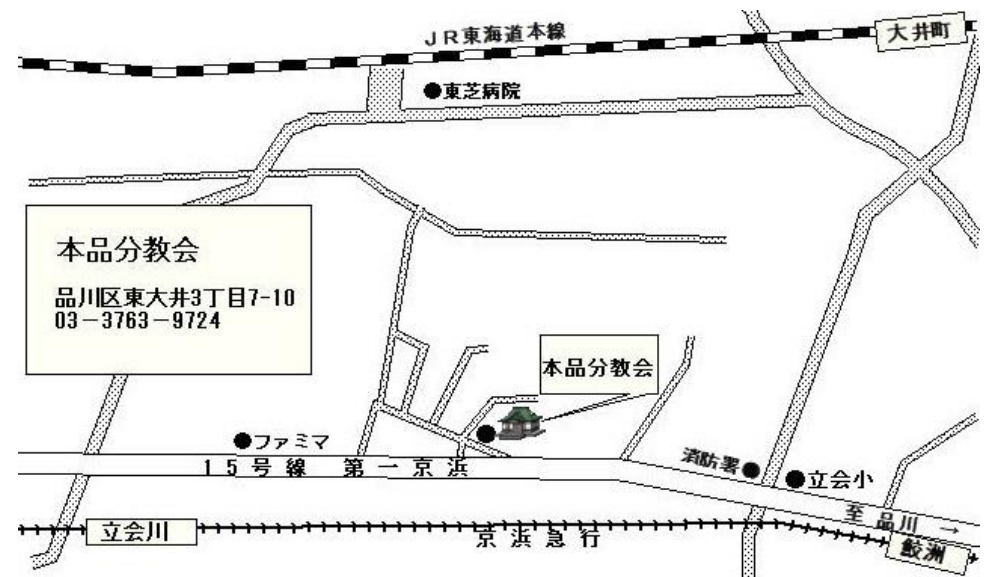 JR東海道本線
大井町
東芝病院
本品分教会
品川区東大井3丁目7-10
03－3763－9724
本品分教会
ファミマ
15号線 第一京浜
消防署
立会小
至品川 →
立会川
京浜急行
鮫洲